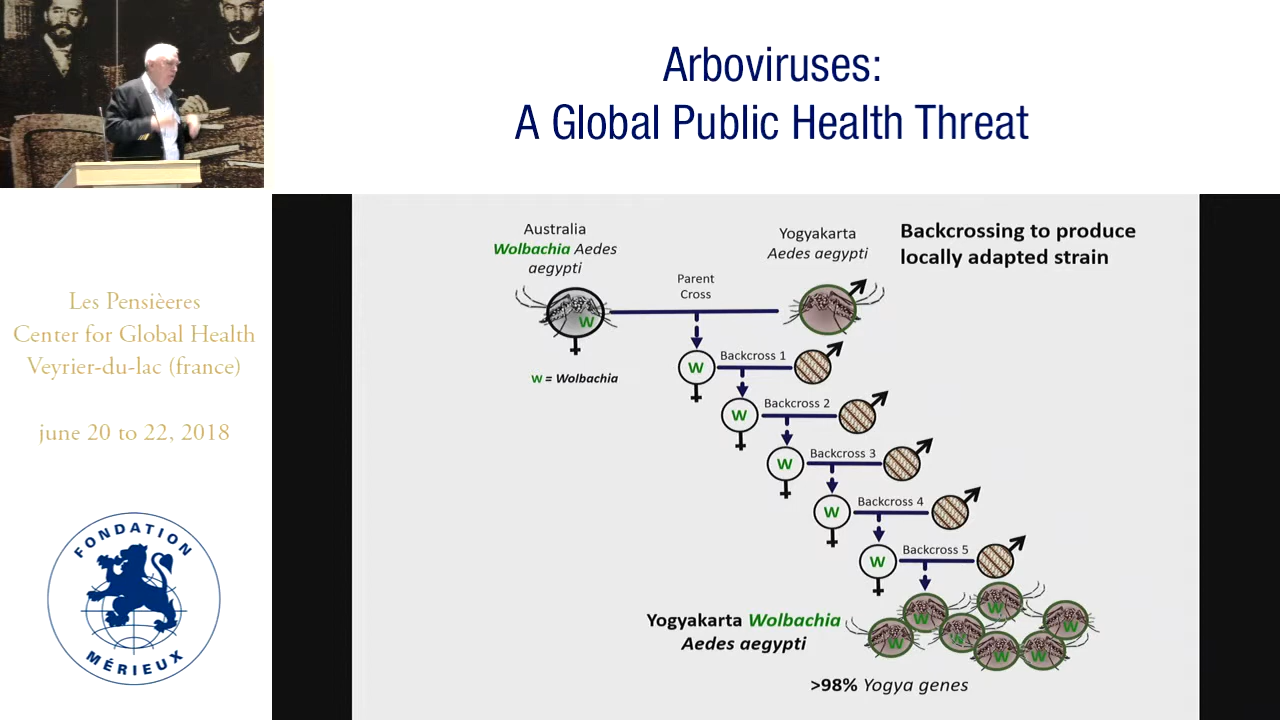 Arboviruses:
A Global Public Health Threat
Les Pensièeres
Center for Global Health
Veyrier-du-lac (france)
june 20 to 22, 2018
FONDATION
MÉRIEUX
Australia
Wolbachia Aedes
aegypti
Yogyakarta
Aedes aegypti
Backcrossing to produce
locally adapted strain
Parent
Cross
W
W = Wolbachia
W
Backcross 1
W
Backcross 2
W
Backcross 3
W
Backcross 4
W
Backcross 5
Yogyakarta Wolbachia
Aedes aegypti
W
W
W
W
W
W
W
>98% Yogya genes